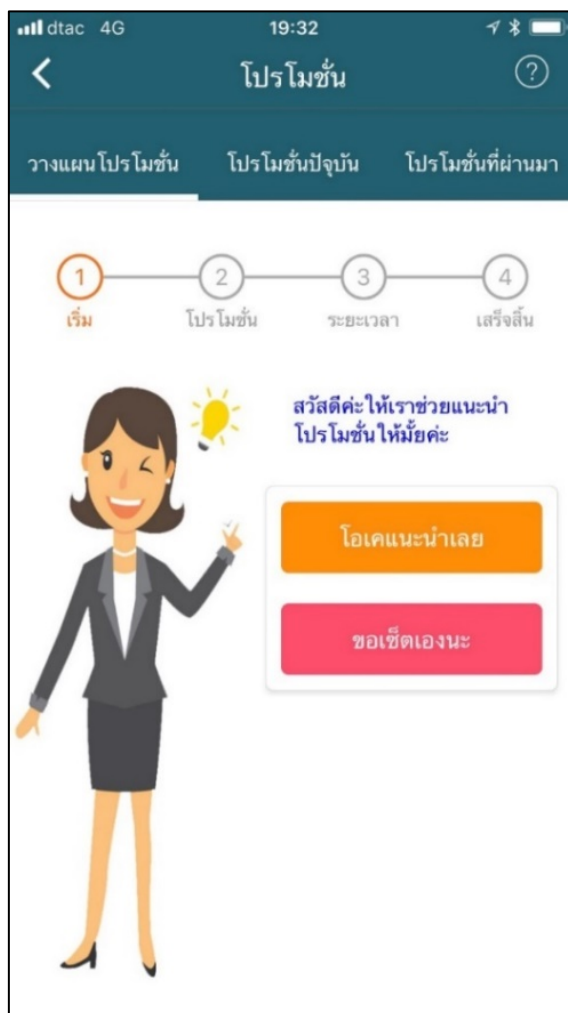 dtac 4G 19:32
โปรโมชั่น ?
วางแผนโปรโมชั่น โปรโมชั่นปัจจุบัน โปรโมชั่นที่ผ่านมา
1 2 3 4
เริ่ม โปรโมชั่น ระยะเวลา เสร็จสิ้น
สวัสดีค่ะให้เราช่วยแนะนำ
โปรโมชั่นให้มั้ยค่ะ
โอเคแนะนำเลย
ขอเซ็ตเองนะ